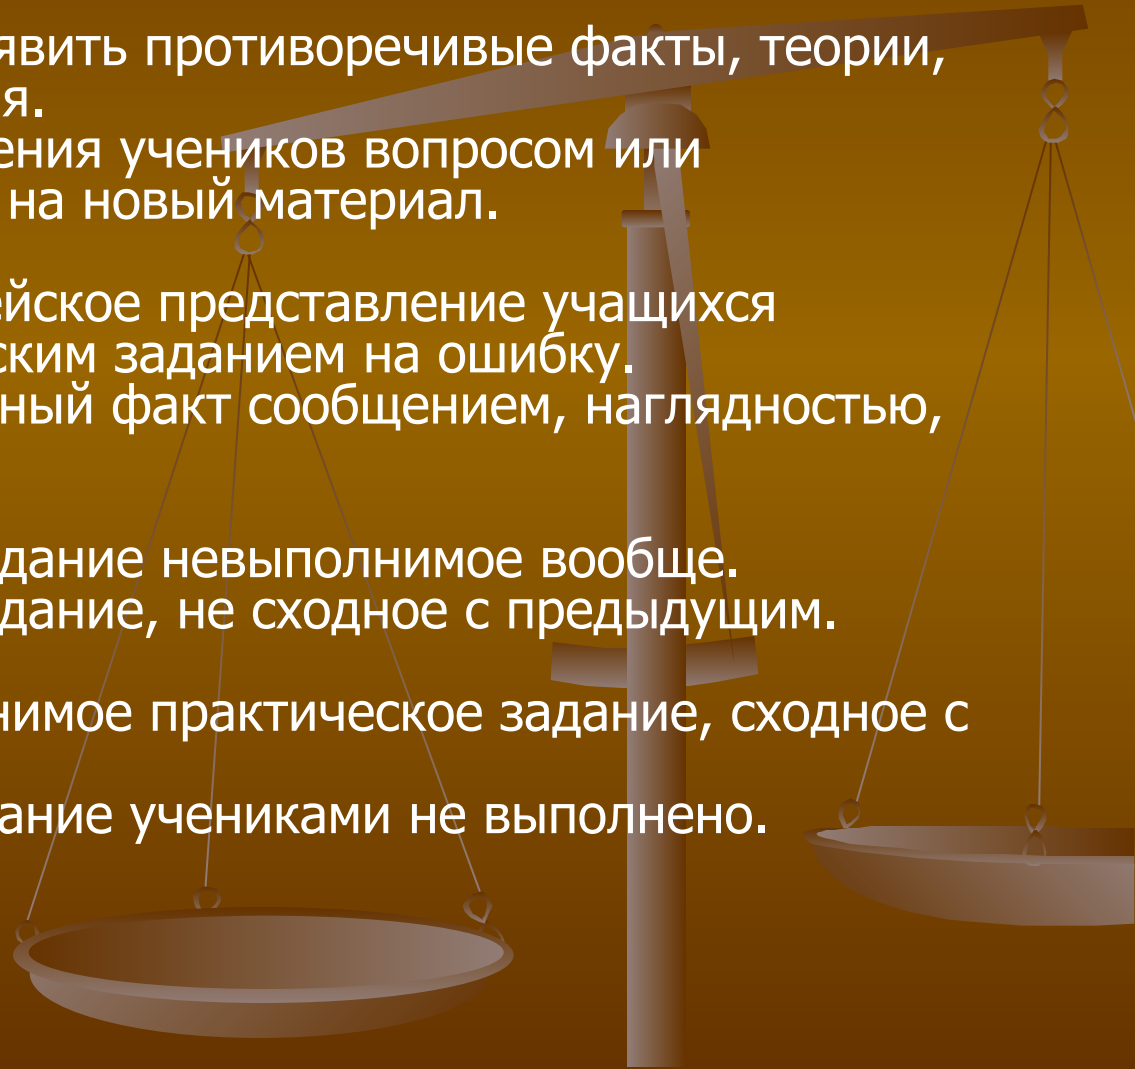 явить противоречивые факты, теории,
я.
ения учеников вопросом или
на новый материал.
йское представление учащихся
ским заданием на ошибку.
ный факт сообщением, наглядностью,
дание невыполнимое вообще.
дание, не сходное с предыдущим.
нимое практическое задание, сходное с
ание учениками не выполнено.